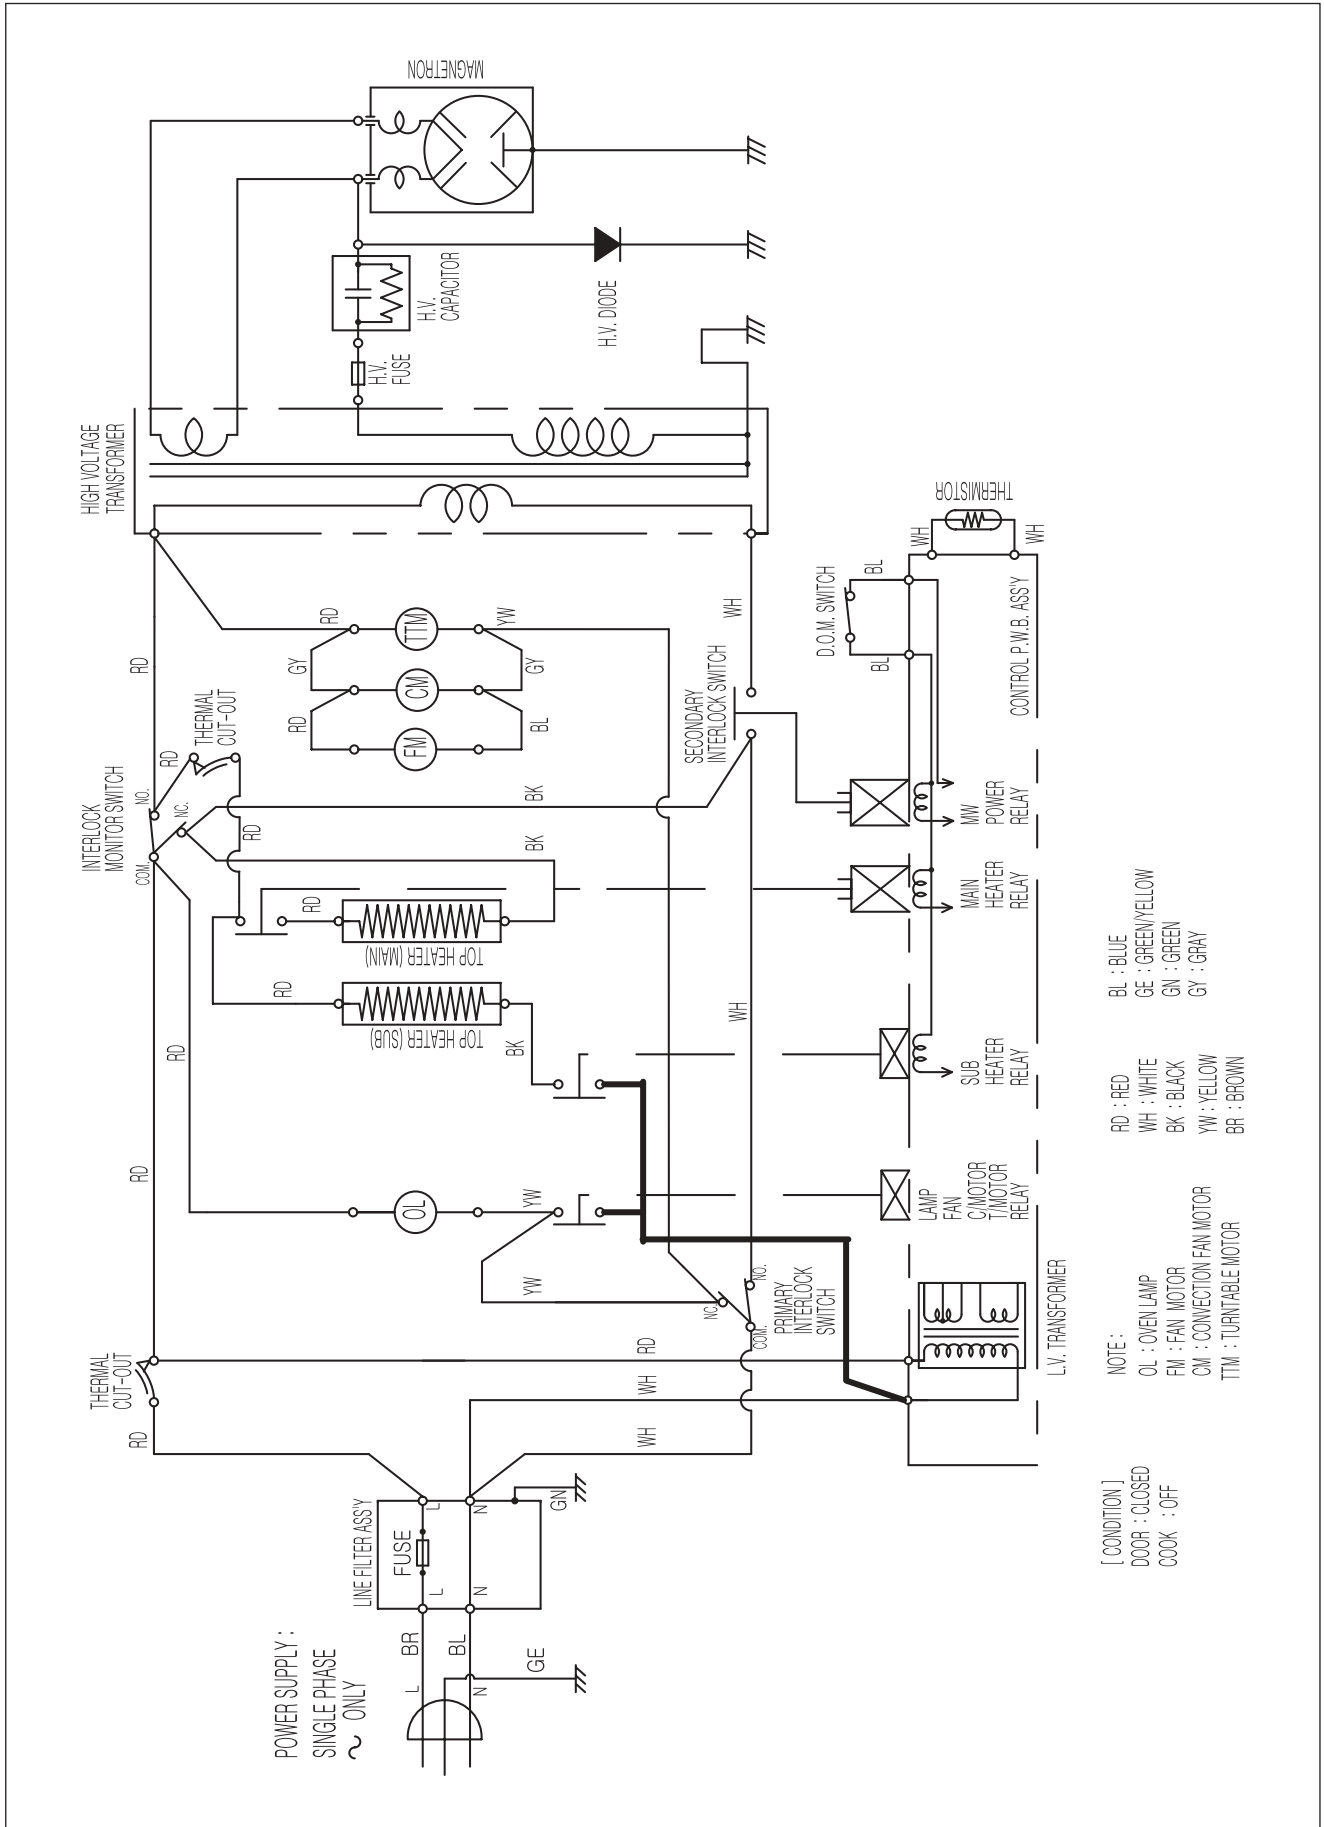 POWER SUPPLY :
SINGLE PHASE
~ ONLY
L
N
BR
BL
GE
LINE FILTER ASS'Y
FUSE
L
N
L
N
GN
RD
WH
WH
RD
THERMAL
CUT-OUT
RD
RD
OL
YW
YW
NC.
NO.
COM.
PRIMARY
INTERLOCK
SWITCH
TOP HEATER (SUB)
RD
BK
TOP HEATER (MAIN)
RD
BK
WH
INTERLOCK
MONITOR SWITCH
COM.
NO.
NC.
RD
RD
THERMAL
CUT-OUT
BK
RD
RD
GY
RD
FM
CM
TTM
BL
GY
YW
SECONDARY
INTERLOCK SWITCH
WH
HIGH VOLTAGE
TRANSFORMER
H.V.
FUSE
H.V.
CAPACITOR
H.V. DIODE
MAGNETRON
L.V. TRANSFORMER
LAMP
FAN
C/MOTOR
T/MOTOR
RELAY
SUB
HEATER
RELAY
MAIN
HEATER
RELAY
MW
POWER
RELAY
D.O.M. SWITCH
BL
BL
CONTROL P.W.B. ASS'Y
THERMISTOR
WH
WH
[ CONDITION ]
DOOR : CLOSED
COOK : OFF
NOTE :
OL : OVEN LAMP
FM : FAN MOTOR
CM : CONVECTION FAN MOTOR
TTM : TURNTABLE MOTOR
RD : RED
WH : WHITE
BK : BLACK
YW : YELLOW
BR : BROWN
BL : BLUE
GE : GREEN/YELLOW
GN : GREEN
GY : GRAY